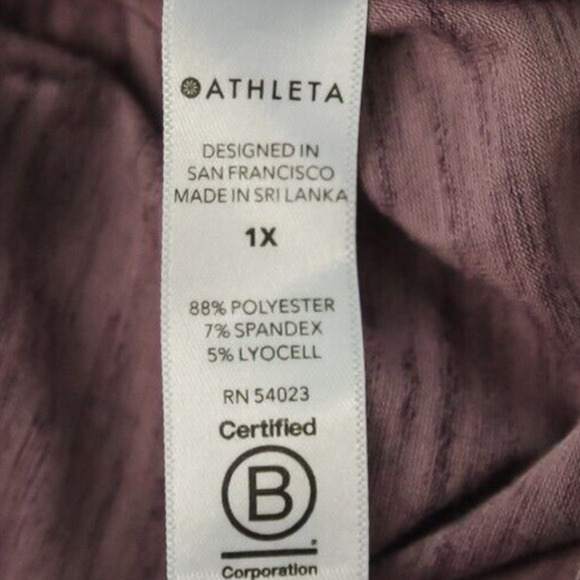 ATHLETA
DESIGNED IN
SAN FRANCISCO
MADE IN SRI LANKA
1X
88% POLYESTER
7% SPANDEX
5% LYOCELL
RN 54023
Certified
B
Corporation